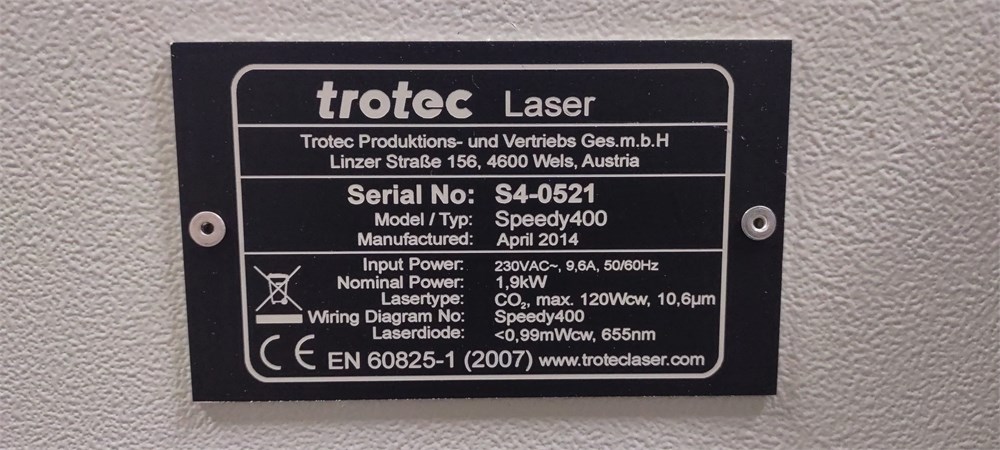 trotec Laser
Trotec Produktions- und Vertriebs Ges.m.b.H
Linzer Straße 156, 4600 Wels, Austria
Serial No: S4-0521
Model / Typ: Speedy400
Manufactured: April 2014
Input Power: 230VAC~, 9,6A, 50/60Hz
Nominal Power: 1,9kW
Lasertype: CO₂, max. 120Wcw, 10,6µm
Wiring Diagram No: Speedy400
Laserdiode: <0,99mWcw, 655nm
CE EN 60825-1 (2007) www.troteclaser.com